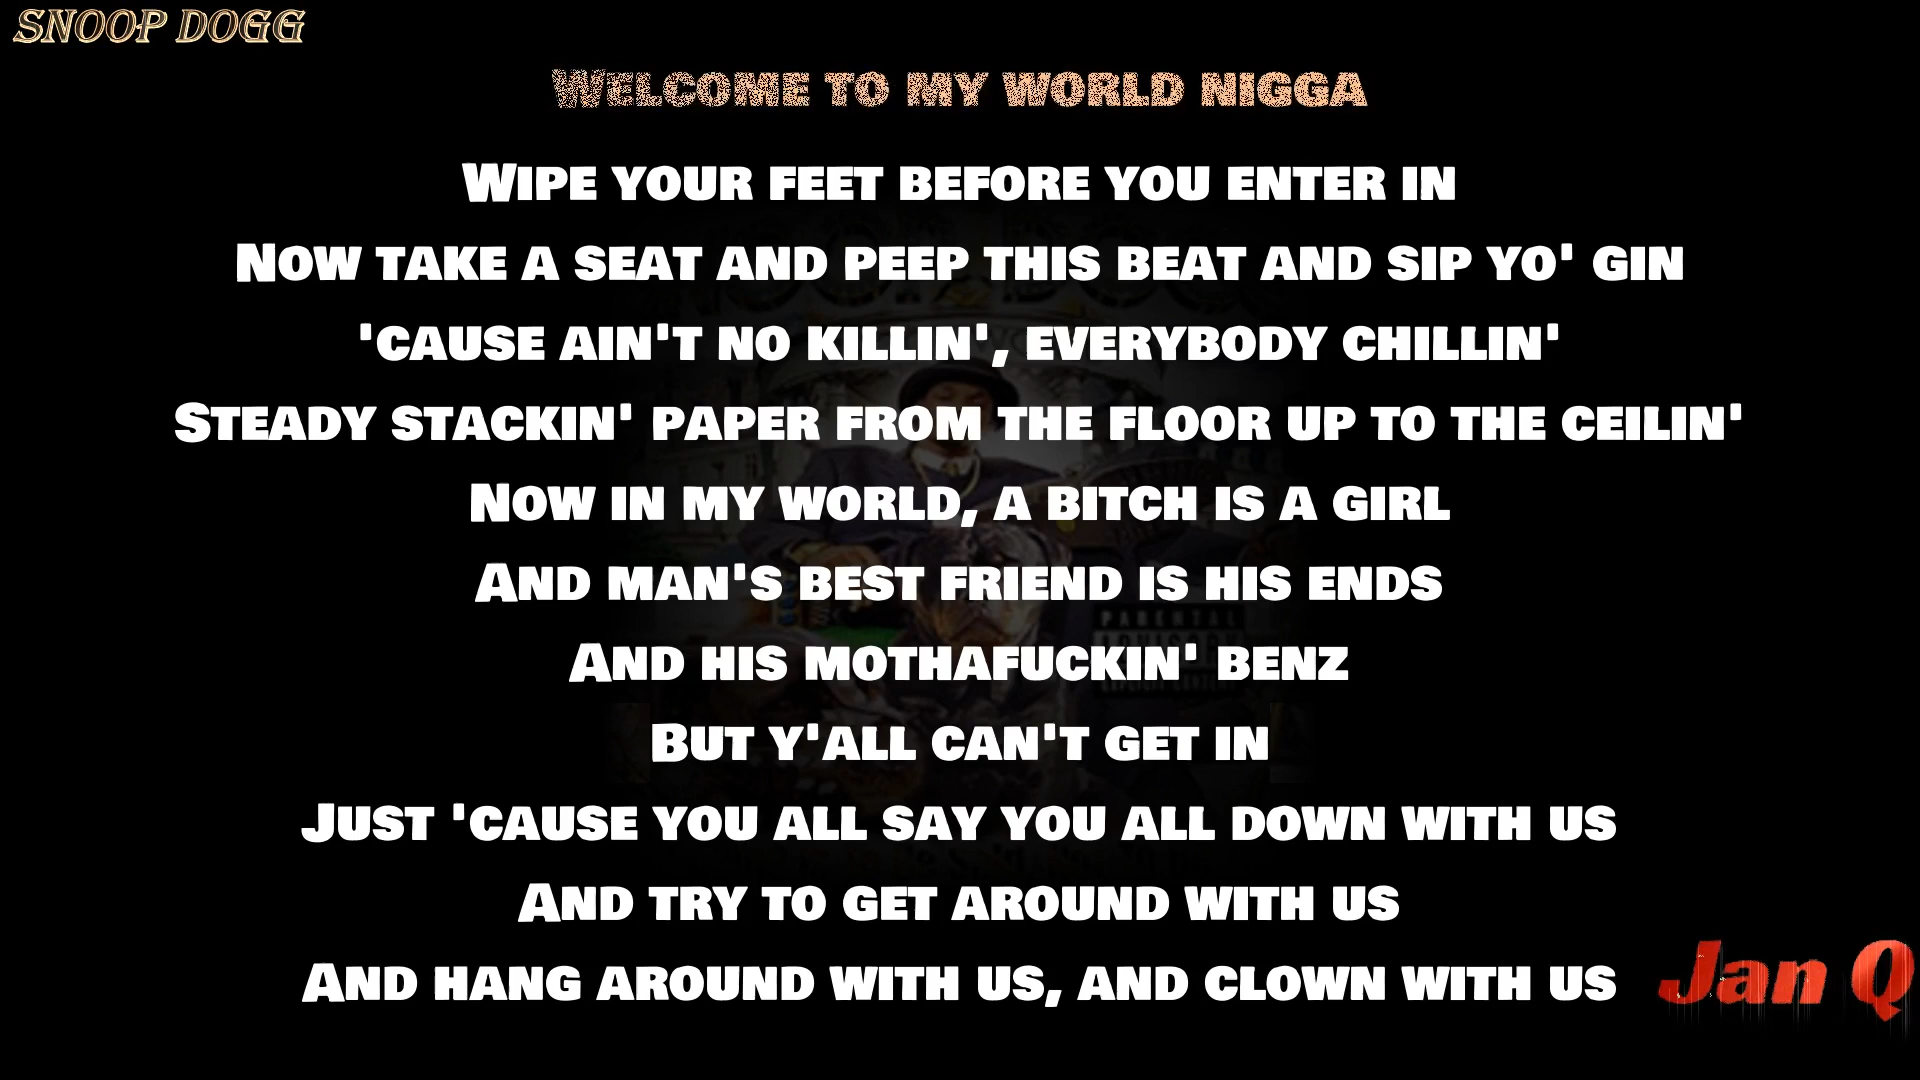 SNOOP DOGG
Welcome to my world nigga
Wipe your feet before you enter in
Now take a seat and peep this beat and sip yo' gin
'cause ain't no killin', everybody chillin'
Steady stackin' paper from the floor up to the ceilin'
Now in my world, a bitch is a girl
And man's best friend is his ends
And his mothafuckin' benz
PARENTAL
ADVISORY
EXPLICIT CONTENT
But y'all can't get in
Just 'cause you all say you all down with us
And try to get around with us
And hang around with us, and clown with us
Jan Q